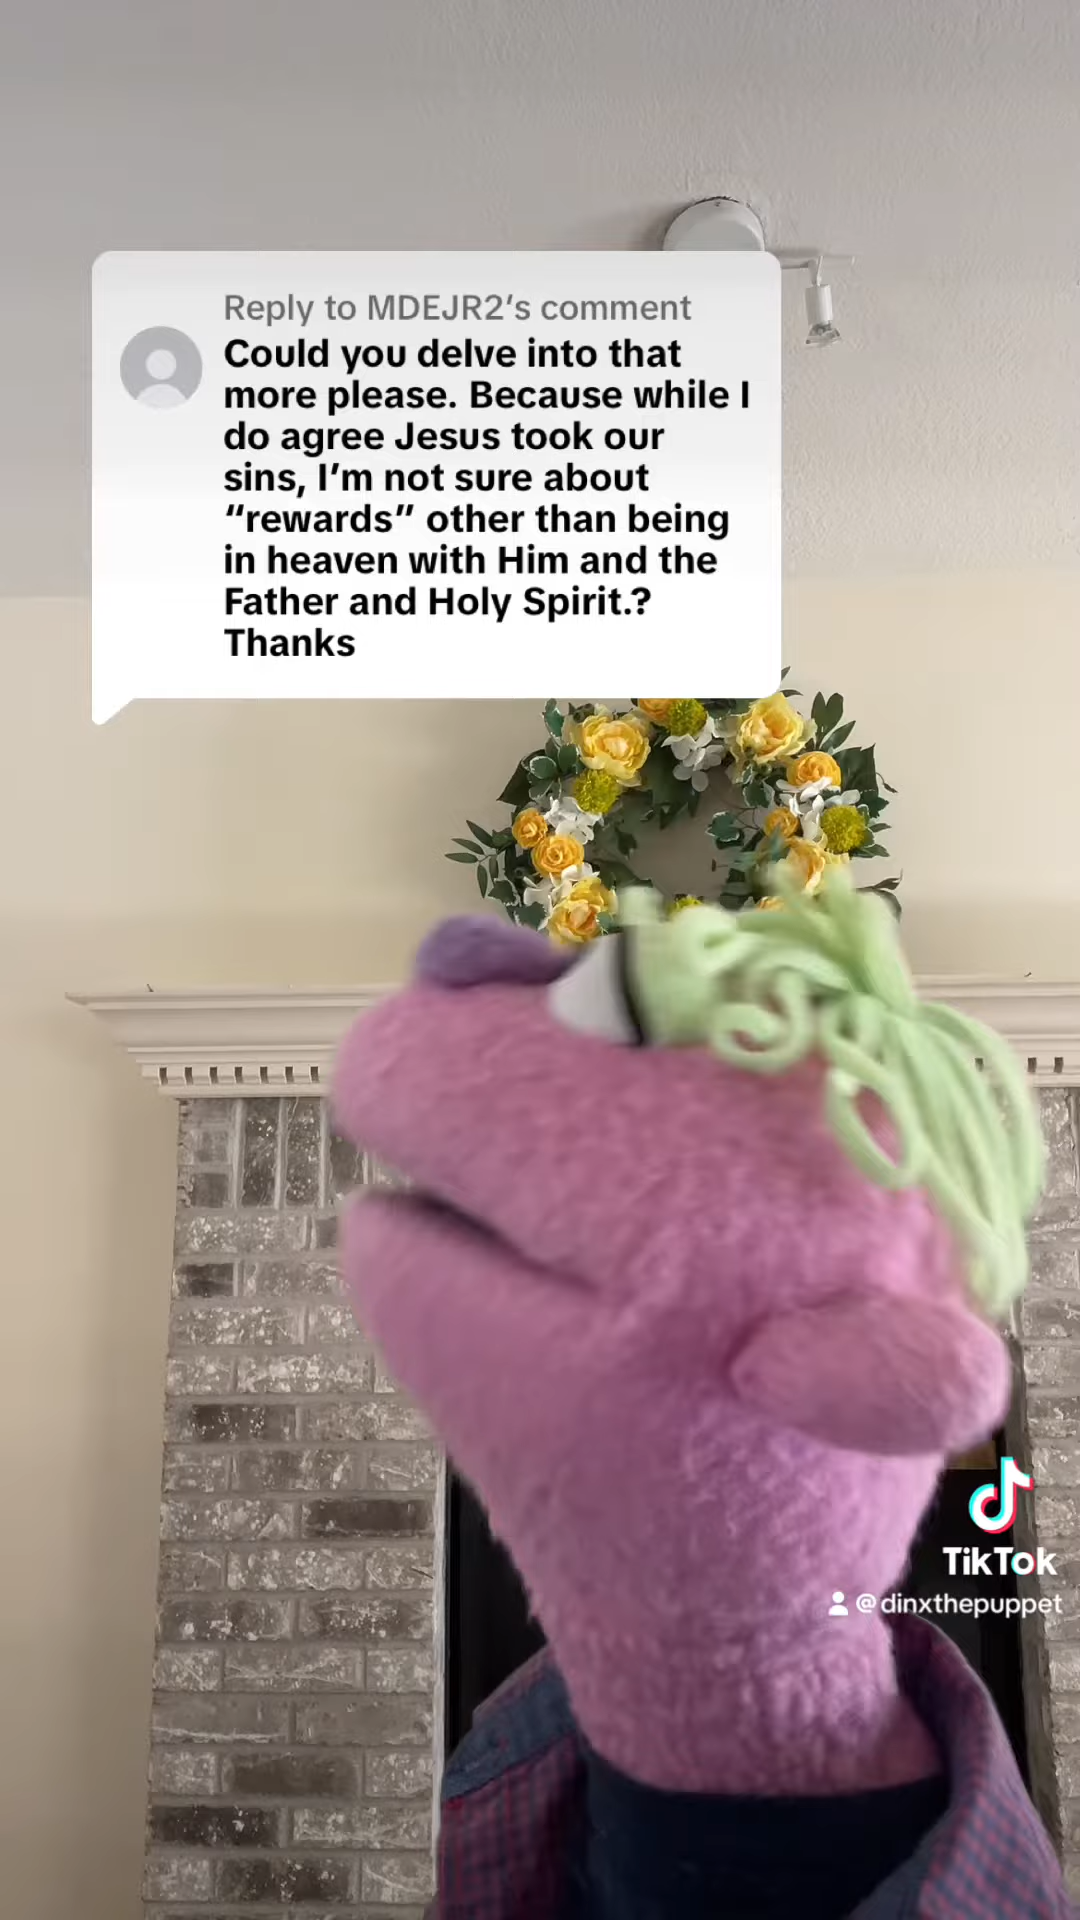 Reply to MDEJR2's comment
Could you delve into that
more please. Because while I
do agree Jesus took our
sins, I'm not sure about
“rewards” other than being
in heaven with Him and the
Father and Holy Spirit.?
Thanks
TikTok
@dinxthepuppet